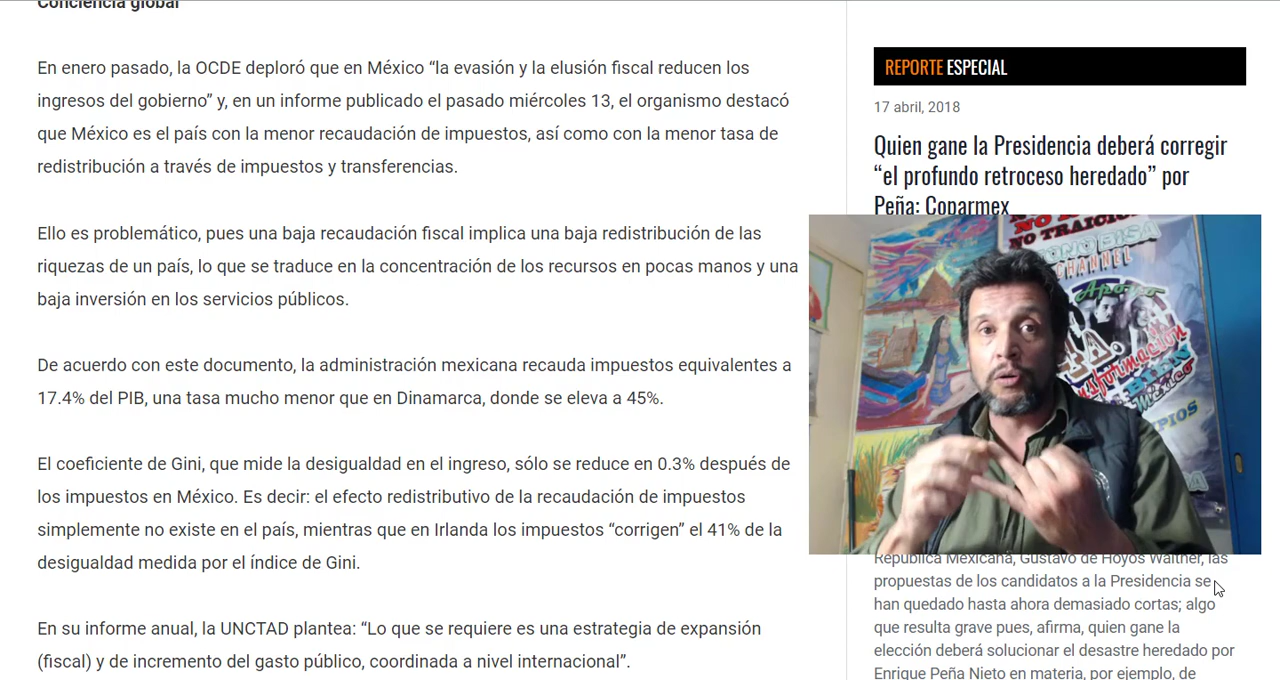 Conciencia global
En enero pasado, la OCDE deploró que en México “la evasión y la elusión fiscal reducen los
ingresos del gobierno” y, en un informe publicado el pasado miércoles 13, el organismo destacó
que México es el país con la menor recaudación de impuestos, así como con la menor tasa de
redistribución a través de impuestos y transferencias.
Ello es problemático, pues una baja recaudación fiscal implica una baja redistribución de las
riquezas de un país, lo que se traduce en la concentración de los recursos en pocas manos y una
baja inversión en los servicios públicos.
De acuerdo con este documento, la administración mexicana recauda impuestos equivalentes a
17.4% del PIB, una tasa mucho menor que en Dinamarca, donde se eleva a 45%.
El coeficiente de Gini, que mide la desigualdad en el ingreso, sólo se reduce en 0.3% después de
los impuestos en México. Es decir: el efecto redistributivo de la recaudación de impuestos
simplemente no existe en el país, mientras que en Irlanda los impuestos “corrigen” el 41% de la
desigualdad medida por el índice de Gini.
En su informe anual, la UNCTAD plantea: “Lo que se requiere es una estrategia de expansión
(fiscal) y de incremento del gasto público, coordinada a nivel internacional”.
REPORTE ESPECIAL
17 abril, 2018
Quien gane la Presidencia deberá corregir
“el profundo retroceso heredado” por
Peña: Coparmex
NO TRAICIO
CHANNEL
Apoyo
BIEN
México
República Mexicana, Gustavo de Hoyos Walther, las
propuestas de los candidatos a la Presidencia se
han quedado hasta ahora demasiado cortas; algo
que resulta grave pues, afirma, quien gane la
elección deberá solucionar el desastre heredado por
Enrique Peña Nieto en materia, por ejemplo, de